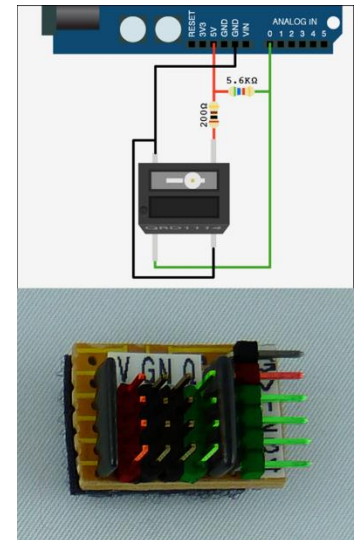 RESET
3V3
5V
GND
GND
VIN
ANALOG IN
0 1 2 3 4 5
5.6KΩ
200Ω
V GN